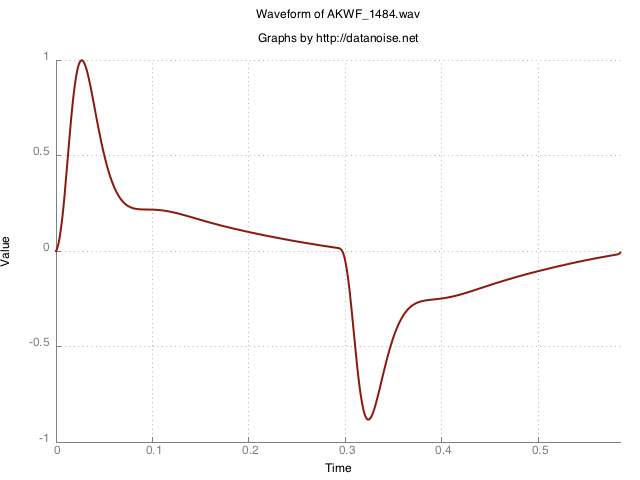 Waveform of AKWF_1484.wav
Graphs by http://datanoise.net
1
0.5
0
-0.5
-1
Value
0 0.1 0.2 0.3 0.4 0.5
Time